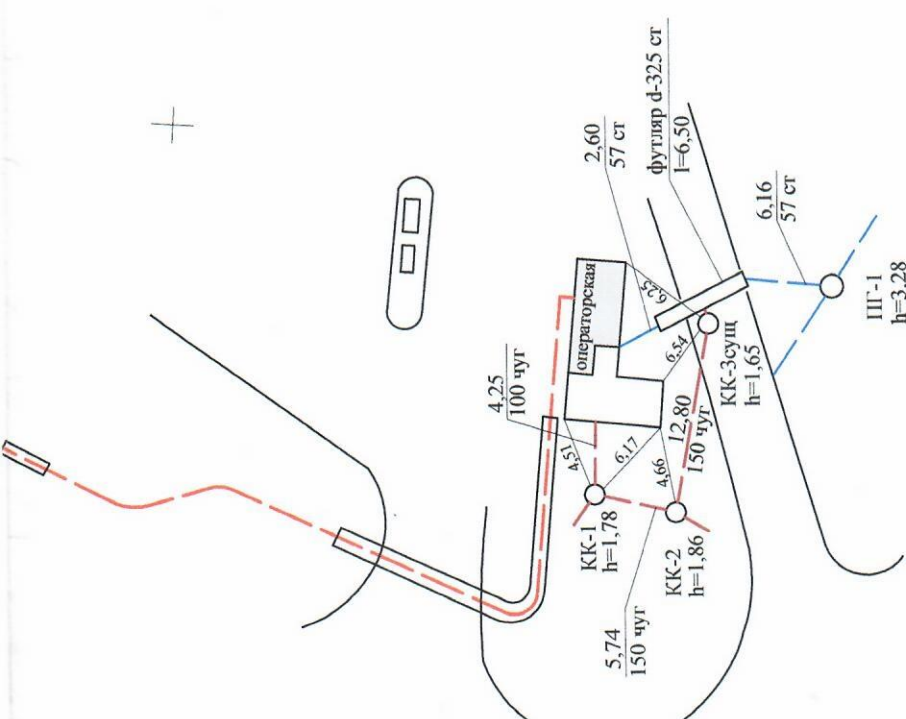 футляр d-325 ст
l=6,50
2,60
57 ст
6,16
57 ст
операторская
6,25
4,25
100 чуг
6,54
4,51
6,17
4,66
12,80
150 чуг
КК-3сущ
h=1,65
ПГ-1
h=3,28
КК-1
h=1,78
КК-2
h=1,86
5,74
150 чуг